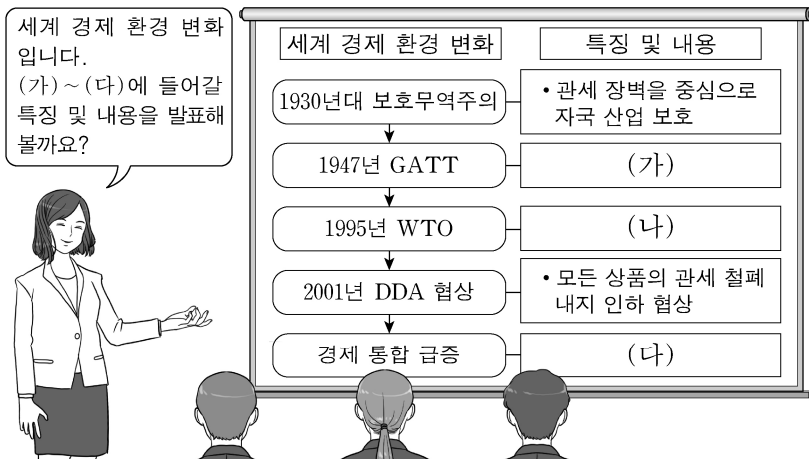 세계 경제 환경 변화
입니다.
(가)~(다)에 들어갈
특징 및 내용을 발표해
볼까요?
세계 경제 환경 변화
특징 및 내용
1930년대 보호무역주의
• 관세 장벽을 중심으로
자국 산업 보호
1947년 GATT
(가)
1995년 WTO
(나)
2001년 DDA 협상
• 모든 상품의 관세 철폐
내지 인하 협상
경제 통합 급증
(다)